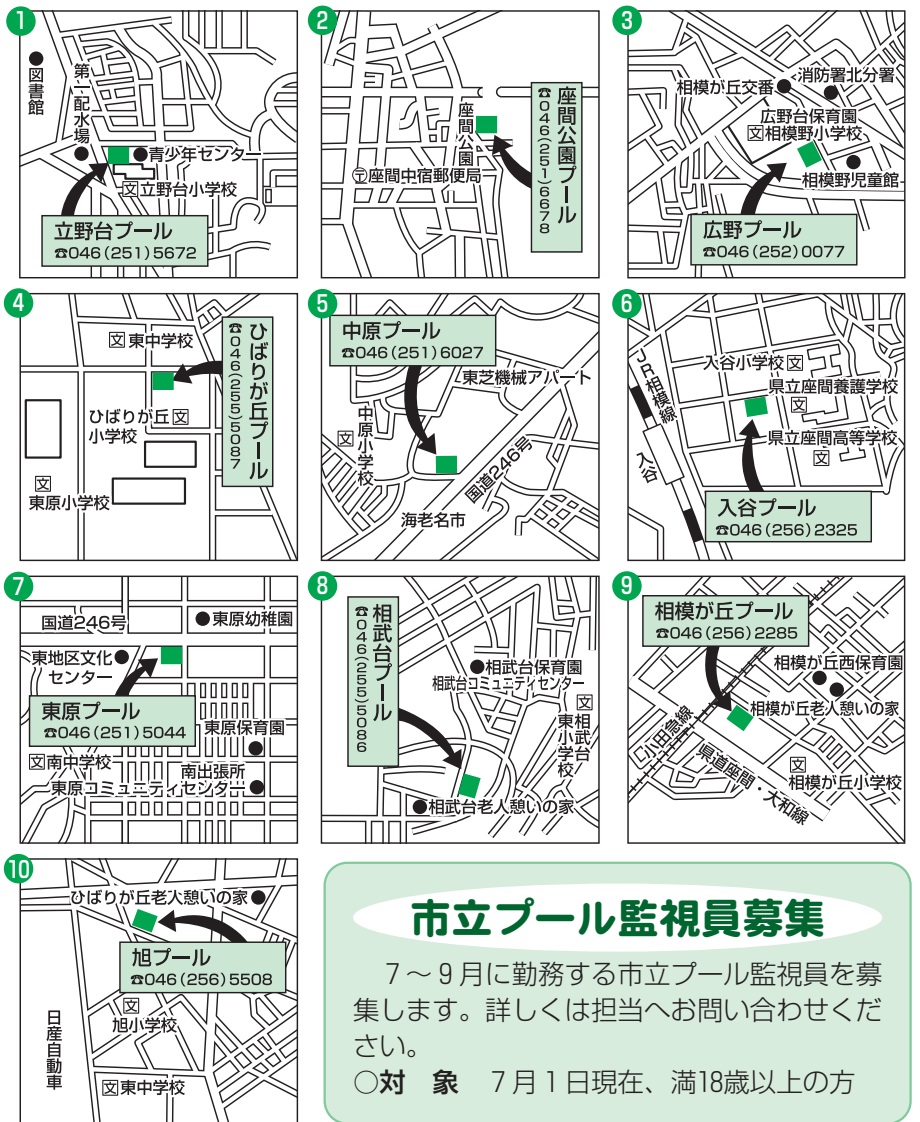 1
図書館
第一配水場
青少年センター
文立野台小学校
立野台プール
☎046(251)5672
2
座間公園
〒座間中宿郵便局
座間公園プール
☎046(251)6678
3
相模が丘交番
消防署北分署
広野台保育園
文相模野小学校
相模野児童館
広野プール
☎046(252)0077
4
文東中学校
ひばりが丘文
小学校
文
東原小学校
ひばりが丘プール
☎046(255)5087
5
中原プール
☎046(251)6027
東芝機械アパート
文
中原小学校
国道246号
海老名市
6
JR相模線
入谷
入谷小学校文
県立座間養護学校
文
県立座間高等学校
文
入谷プール
☎046(256)2325
7
国道246号
東原幼稚園
東地区文化
センター
東原プール
☎046(251)5044
東原保育園
文南中学校
南出張所
東原コミュニティセンター
8
相武台プール
☎046(255)5086
相武台保育園
相武台コミュニティセンター
文
相武台
東小学校
相武台老人憩いの家
9
相模が丘プール
☎046(256)2285
相模が丘西保育園
相模が丘老人憩いの家
小田急線
県道座間・大和線
文
相模が丘小学校
10
ひばりが丘老人憩いの家
旭プール
☎046(256)5508
文
旭小学校
日産自動車
文東中学校
市立プール監視員募集
7～9月に勤務する市立プール監視員を募
集します。詳しくは担当へお問い合わせくだ
さい。
○対 象 7月1日現在、満18歳以上の方